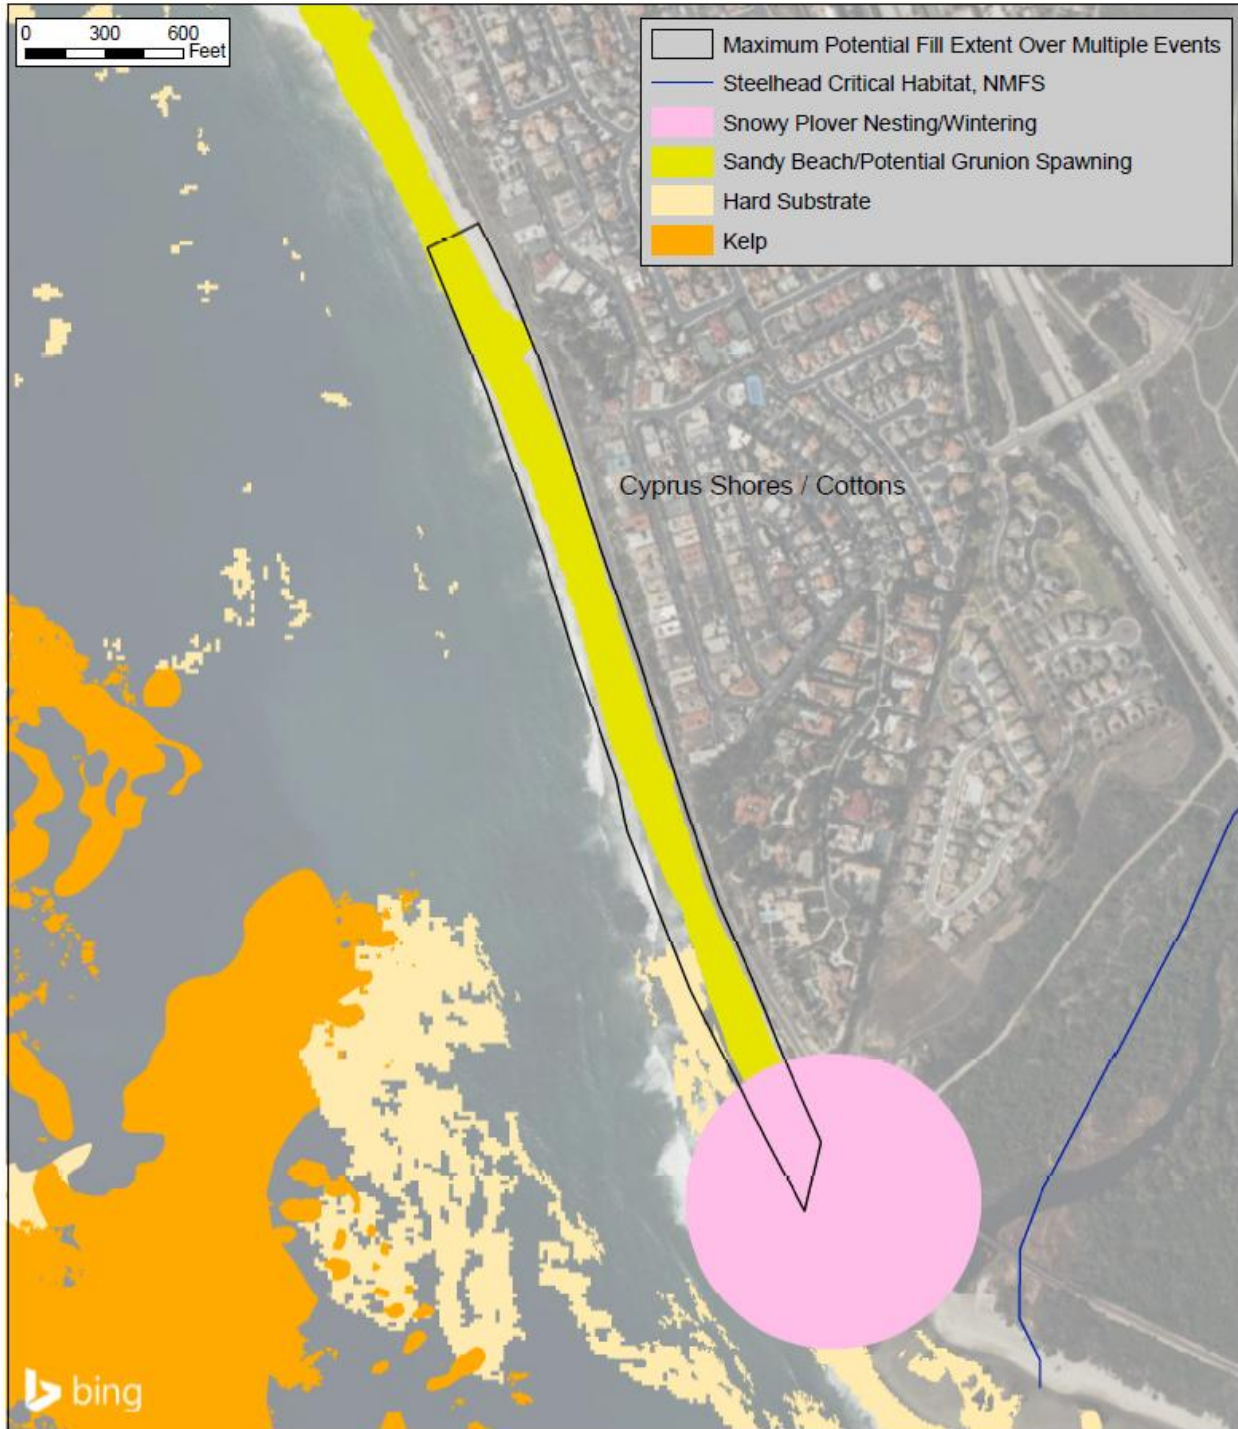 0 300 600
Feet
Maximum Potential Fill Extent Over Multiple Events
Steelhead Critical Habitat, NMFS
Snowy Plover Nesting/Wintering
Sandy Beach/Potential Grunion Spawning
Hard Substrate
Kelp
Cyprus Shores / Cottons
bing